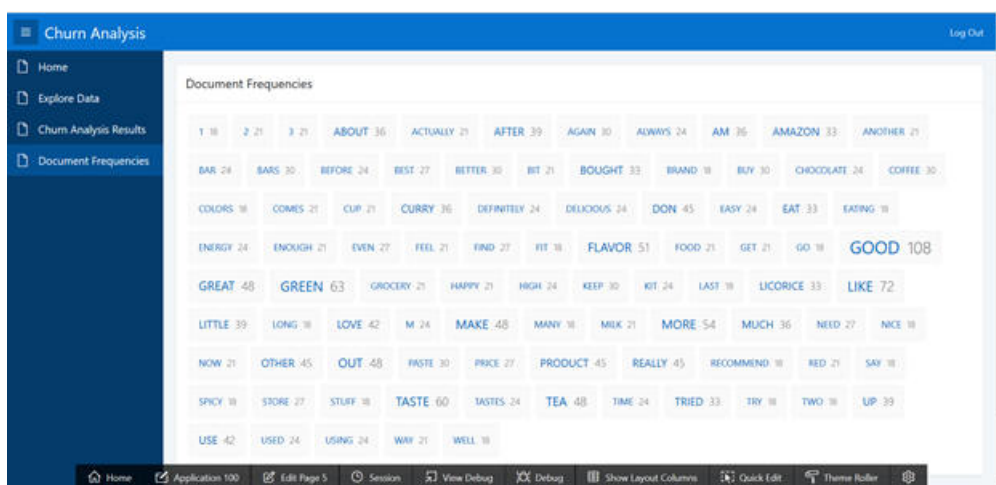 Churn Analysis Log Out
Home
Explore Data
Churn Analysis Results
Document Frequencies
Document Frequencies
1 18 2 21 3 21 ABOUT 36 ACTUALLY 21 AFTER 39 AGAIN 30 ALWAYS 24 AM 36 AMAZON 33 ANOTHER 21
BAR 24 BARS 30 BEFORE 24 BEST 27 BETTER 30 BIT 21 BOUGHT 33 BRAND 18 BUY 30 CHOCOLATE 24 COFFEE 30
COLORS 18 COMES 21 CUP 21 CURRY 36 DEFINITELY 24 DELICIOUS 24 DON 45 EASY 24 EAT 33 EATING 18
ENERGY 24 ENOUGH 21 EVEN 27 FEEL 21 FIND 27 FIT 18 FLAVOR 51 FOOD 21 GET 21 GO 18 GOOD 108
GREAT 48 GREEN 63 GROCERY 21 HAPPY 21 HIGH 24 KEEP 30 KIT 24 LAST 18 LICORICE 33 LIKE 72
LITTLE 39 LONG 18 LOVE 42 M 24 MAKE 48 MANY 18 MILK 21 MORE 54 MUCH 36 NEED 27 NICE 18
NOW 21 OTHER 45 OUT 48 PASTE 30 PRICE 27 PRODUCT 45 REALLY 45 RECOMMEND 18 RED 21 SAY 18
SPICY 18 STORE 27 STUFF 18 TASTE 60 TASTES 24 TEA 48 TIME 24 TRIED 33 TRY 18 TWO 18 UP 39
USE 42 USED 24 USING 24 WAY 21 WELL 18
Home Application 100 Edit Page 5 Session View Debug Debug Show Layout Columns Quick Edit Theme Roller